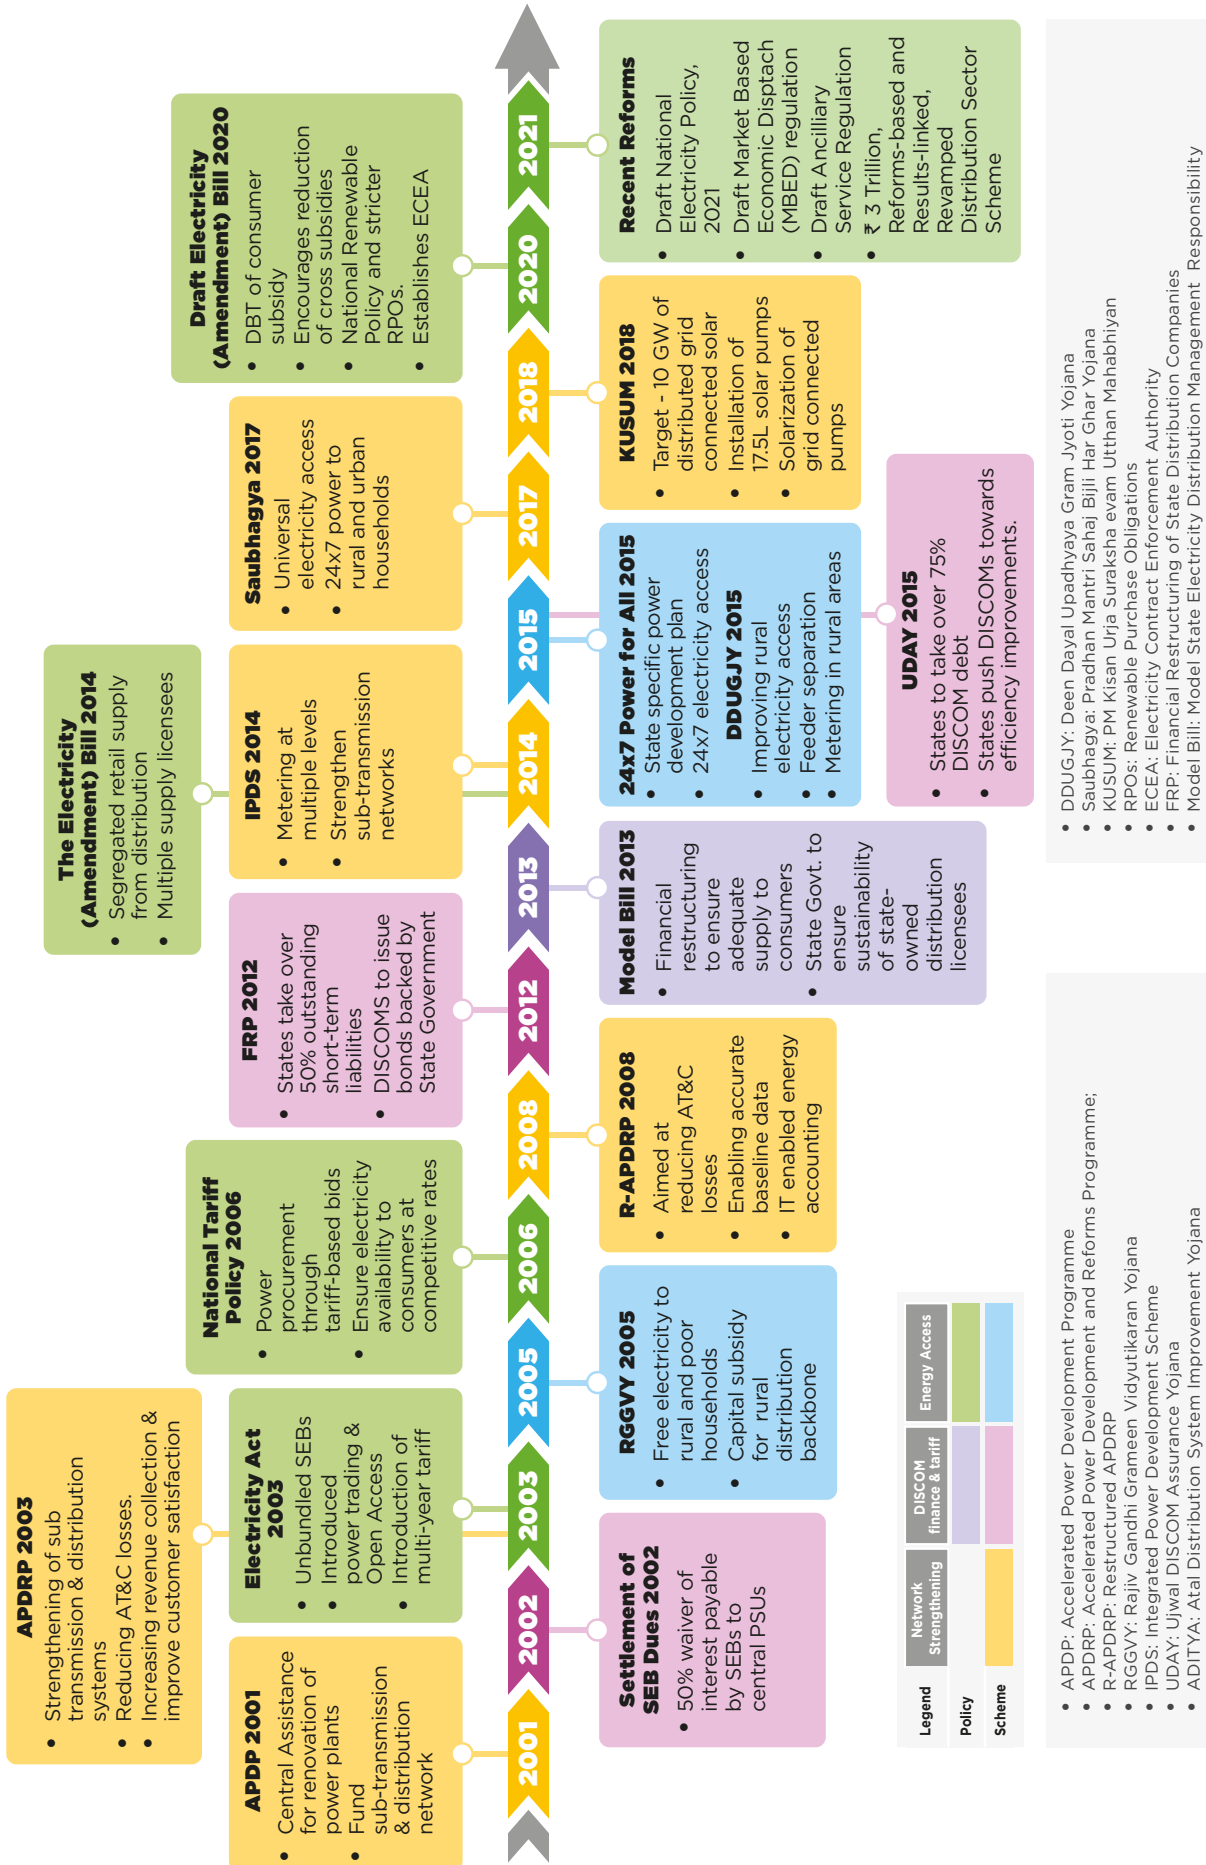 APDRP 2003
• Strengthening of sub
transmission & distribution
systems
• Reducing AT&C losses.
• Increasing revenue collection &
improve customer satisfaction
The Electricity
(Amendment) Bill 2014
• Segregated retail supply
from distribution
• Multiple supply licensees
APDP 2001
• Central Assistance
for renovation of
power plants
• Fund
sub-transmission
& distribution
network
Electricity Act
2003
• Unbundled SEBs
• Introduced
power trading &
Open Access
• Introduction of
multi-year tariff
National Tariff
Policy 2006
• Power
procurement
through
tariff-based bids
• Ensure electricity
availability to
consumers at
competitive rates
FRP 2012
• States take over
50% outstanding
short-term
liabilities
• DISCOMS to issue
bonds backed by
State Government
IPDS 2014
• Metering at
multiple levels
• Strengthen
sub-transmission
networks
Saubhagya 2017
• Universal
electricity access
• 24x7 power to
rural and urban
households
Draft Electricity
(Amendment) Bill 2020
• DBT of consumer
subsidy
• Encourages reduction
of cross subsidies
• National Renewable
Policy and stricter
RPOs.
• Establishes ECEA
2001
2002
2003
2005
2006
2008
2012
2013
2014
2015
2017
2018
2020
2021
Settlement of
SEB Dues 2002
• 50% waiver of
interest payable
by SEBs to
central PSUs
RGGVY 2005
• Free electricity to
rural and poor
households
• Capital subsidy
for rural
distribution
backbone
R-APDRP 2008
• Aimed at
reducing AT&C
losses
• Enabling accurate
baseline data
• IT enabled energy
accounting
Model Bill 2013
• Financial
restructuring
to ensure
adequate
supply to
consumers
• State Govt. to
ensure
sustainability
of state-
owned
distribution
licensees
24x7 Power for All 2015
• State specific power
development plan
• 24x7 electricity access
DDUGJY 2015
• Improving rural
electricity access
• Feeder separation
• Metering in rural areas
UDAY 2015
• States to take over 75%
DISCOM debt
• States push DISCOMs towards
efficiency improvements.
KUSUM 2018
• Target - 10 GW of
distributed grid
connected solar
• Installation of
17.5L solar pumps
• Solarization of
grid connected
pumps
Recent Reforms
• Draft National
Electricity Policy,
2021
• Draft Market Based
Economic Disptach
(MBED) regulation
• Draft Ancilliary
Service Regulation
• ₹ 3 Trillion,
Reforms-based and
Results-linked,
Revamped
Distribution Sector
Scheme
Legend
Network
Strengthening
DISCOM
finance & tariff
Energy Access
Policy
Scheme
• APDP: Accelerated Power Development Programme
• APDRP: Accelerated Power Development and Reforms Programme;
• R-APDRP: Restructured APDRP
• RGGVY: Rajiv Gandhi Grameen Vidyutikaran Yojana
• IPDS: Integrated Power Development Scheme
• UDAY: Ujwal DISCOM Assurance Yojana
• ADITYA: Atal Distribution System Improvement Yojana
• DDUGJY: Deen Dayal Upadhyaya Gram Jyoti Yojana
• Saubhagya: Pradhan Mantri Sahaj Bijli Har Ghar Yojana
• KUSUM: PM Kisan Urja Suraksha evam Utthan Mahabhiyan
• RPOs: Renewable Purchase Obligations
• ECEA: Electricity Contract Enforcement Authority
• FRP: Financial Restructuring of State Distribution Companies
• Model Bill: Model State Electricity Distribution Management Responsibility